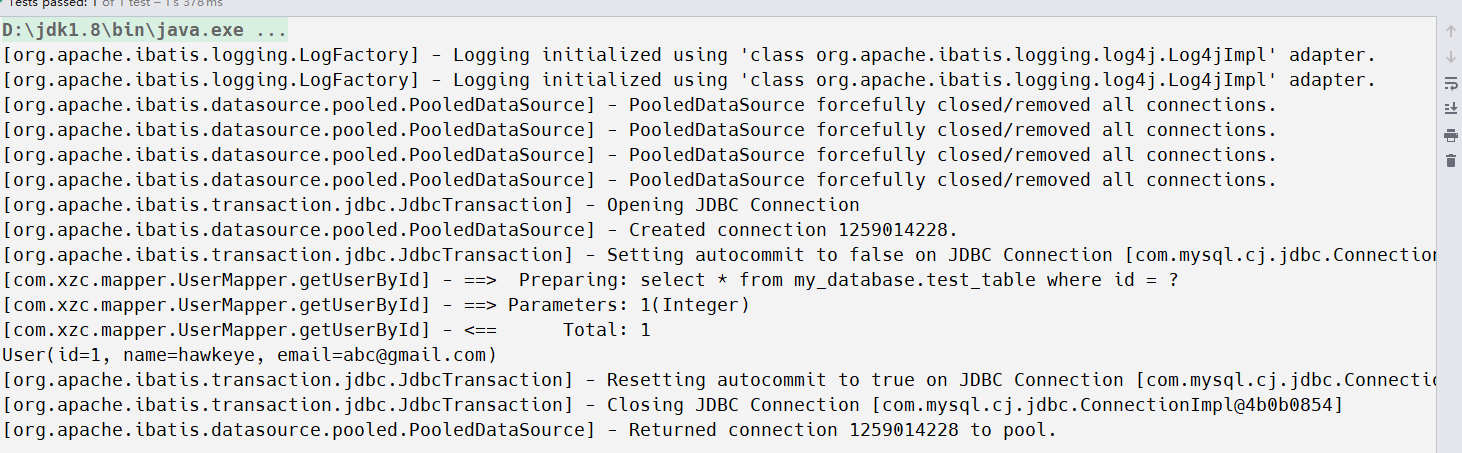 Tests passed: 1 of 1 test – 1 s 378 ms
D:\jdk1.8\bin\java.exe ...
[org.apache.ibatis.logging.LogFactory] - Logging initialized using 'class org.apache.ibatis.logging.log4j.Log4jImpl' adapter.
[org.apache.ibatis.logging.LogFactory] - Logging initialized using 'class org.apache.ibatis.logging.log4j.Log4jImpl' adapter.
[org.apache.ibatis.datasource.pooled.PooledDataSource] - PooledDataSource forcefully closed/removed all connections.
[org.apache.ibatis.datasource.pooled.PooledDataSource] - PooledDataSource forcefully closed/removed all connections.
[org.apache.ibatis.datasource.pooled.PooledDataSource] - PooledDataSource forcefully closed/removed all connections.
[org.apache.ibatis.datasource.pooled.PooledDataSource] - PooledDataSource forcefully closed/removed all connections.
[org.apache.ibatis.transaction.jdbc.JdbcTransaction] - Opening JDBC Connection
[org.apache.ibatis.datasource.pooled.PooledDataSource] - Created connection 1259014228.
[org.apache.ibatis.transaction.jdbc.JdbcTransaction] - Setting autocommit to false on JDBC Connection [com.mysql.cj.jdbc.Connection
[com.xzc.mapper.UserMapper.getUserById] - ==>  Preparing: select * from my_database.test_table where id = ?
[com.xzc.mapper.UserMapper.getUserById] - ==> Parameters: 1(Integer)
[com.xzc.mapper.UserMapper.getUserById] - <==      Total: 1
User(id=1, name=hawkeye, email=abc@gmail.com)
[org.apache.ibatis.transaction.jdbc.JdbcTransaction] - Resetting autocommit to true on JDBC Connection [com.mysql.cj.jdbc.Connectio
[org.apache.ibatis.transaction.jdbc.JdbcTransaction] - Closing JDBC Connection [com.mysql.cj.jdbc.ConnectionImpl@4b0b0854]
[org.apache.ibatis.datasource.pooled.PooledDataSource] - Returned connection 1259014228 to pool.